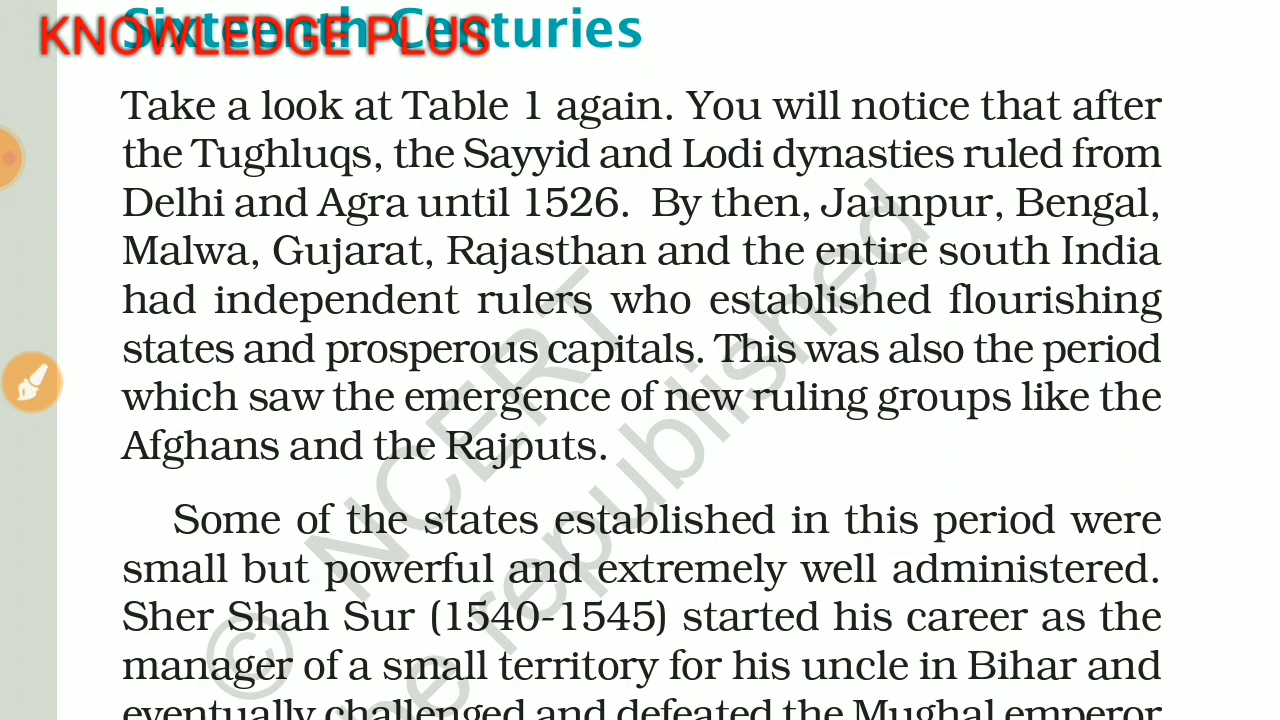 Sixteenth Centuries
KNOWLEDGE PLUS
Take a look at Table 1 again. You will notice that after
the Tughluqs, the Sayyid and Lodi dynasties ruled from
Delhi and Agra until 1526. By then, Jaunpur, Bengal,
Malwa, Gujarat, Rajasthan and the entire south India
had independent rulers who established flourishing
states and prosperous capitals. This was also the period
which saw the emergence of new ruling groups like the
Afghans and the Rajputs.
Some of the states established in this period were
small but powerful and extremely well administered.
Sher Shah Sur (1540-1545) started his career as the
manager of a small territory for his uncle in Bihar and
eventually challenged and defeated the Mughal emperor
© NCERT
be republished